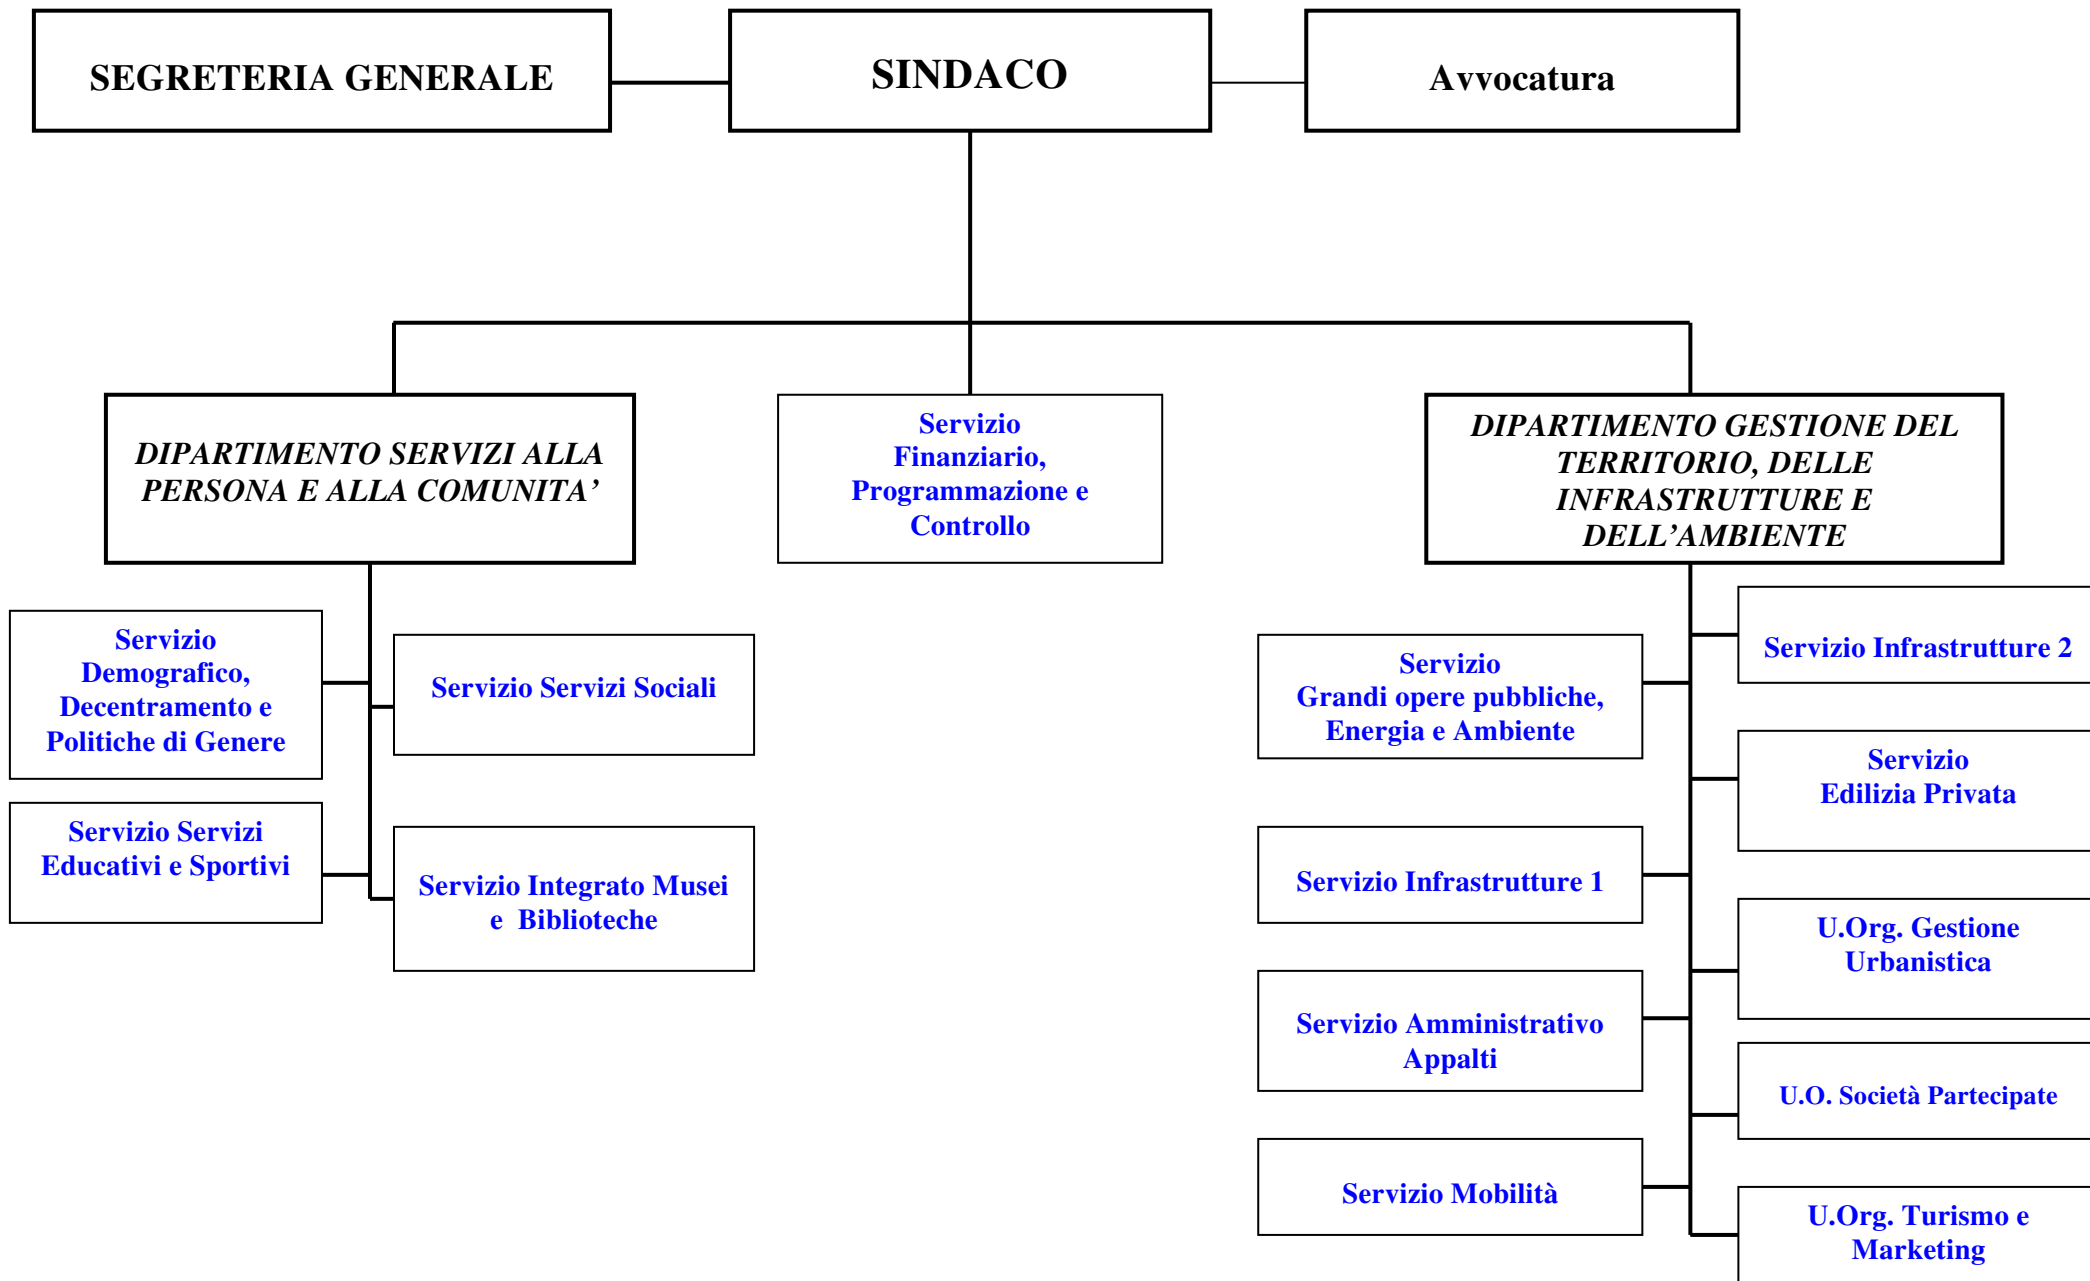 SEGRETERIA GENERALE
SINDACO
Avvocatura
DIPARTIMENTO SERVIZI ALLA
PERSONA E ALLA COMUNITA’
Servizio
Finanziario,
Programmazione e
Controllo
DIPARTIMENTO GESTIONE DEL
TERRITORIO, DELLE
INFRASTRUTTURE E
DELL’AMBIENTE
Servizio
Demografico,
Decentramento e
Politiche di Genere
Servizio Servizi Sociali
Servizio Servizi
Educativi e Sportivi
Servizio Integrato Musei
e  Biblioteche
Servizio
Grandi opere pubbliche,
Energia e Ambiente
Servizio Infrastrutture 2
Servizio
Edilizia Privata
Servizio Infrastrutture 1
U.Org. Gestione
Urbanistica
Servizio Amministrativo
Appalti
U.O. Società Partecipate
Servizio Mobilità
U.Org. Turismo e
Marketing